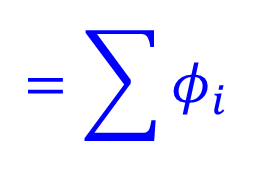 = ∑ ϕᵢ